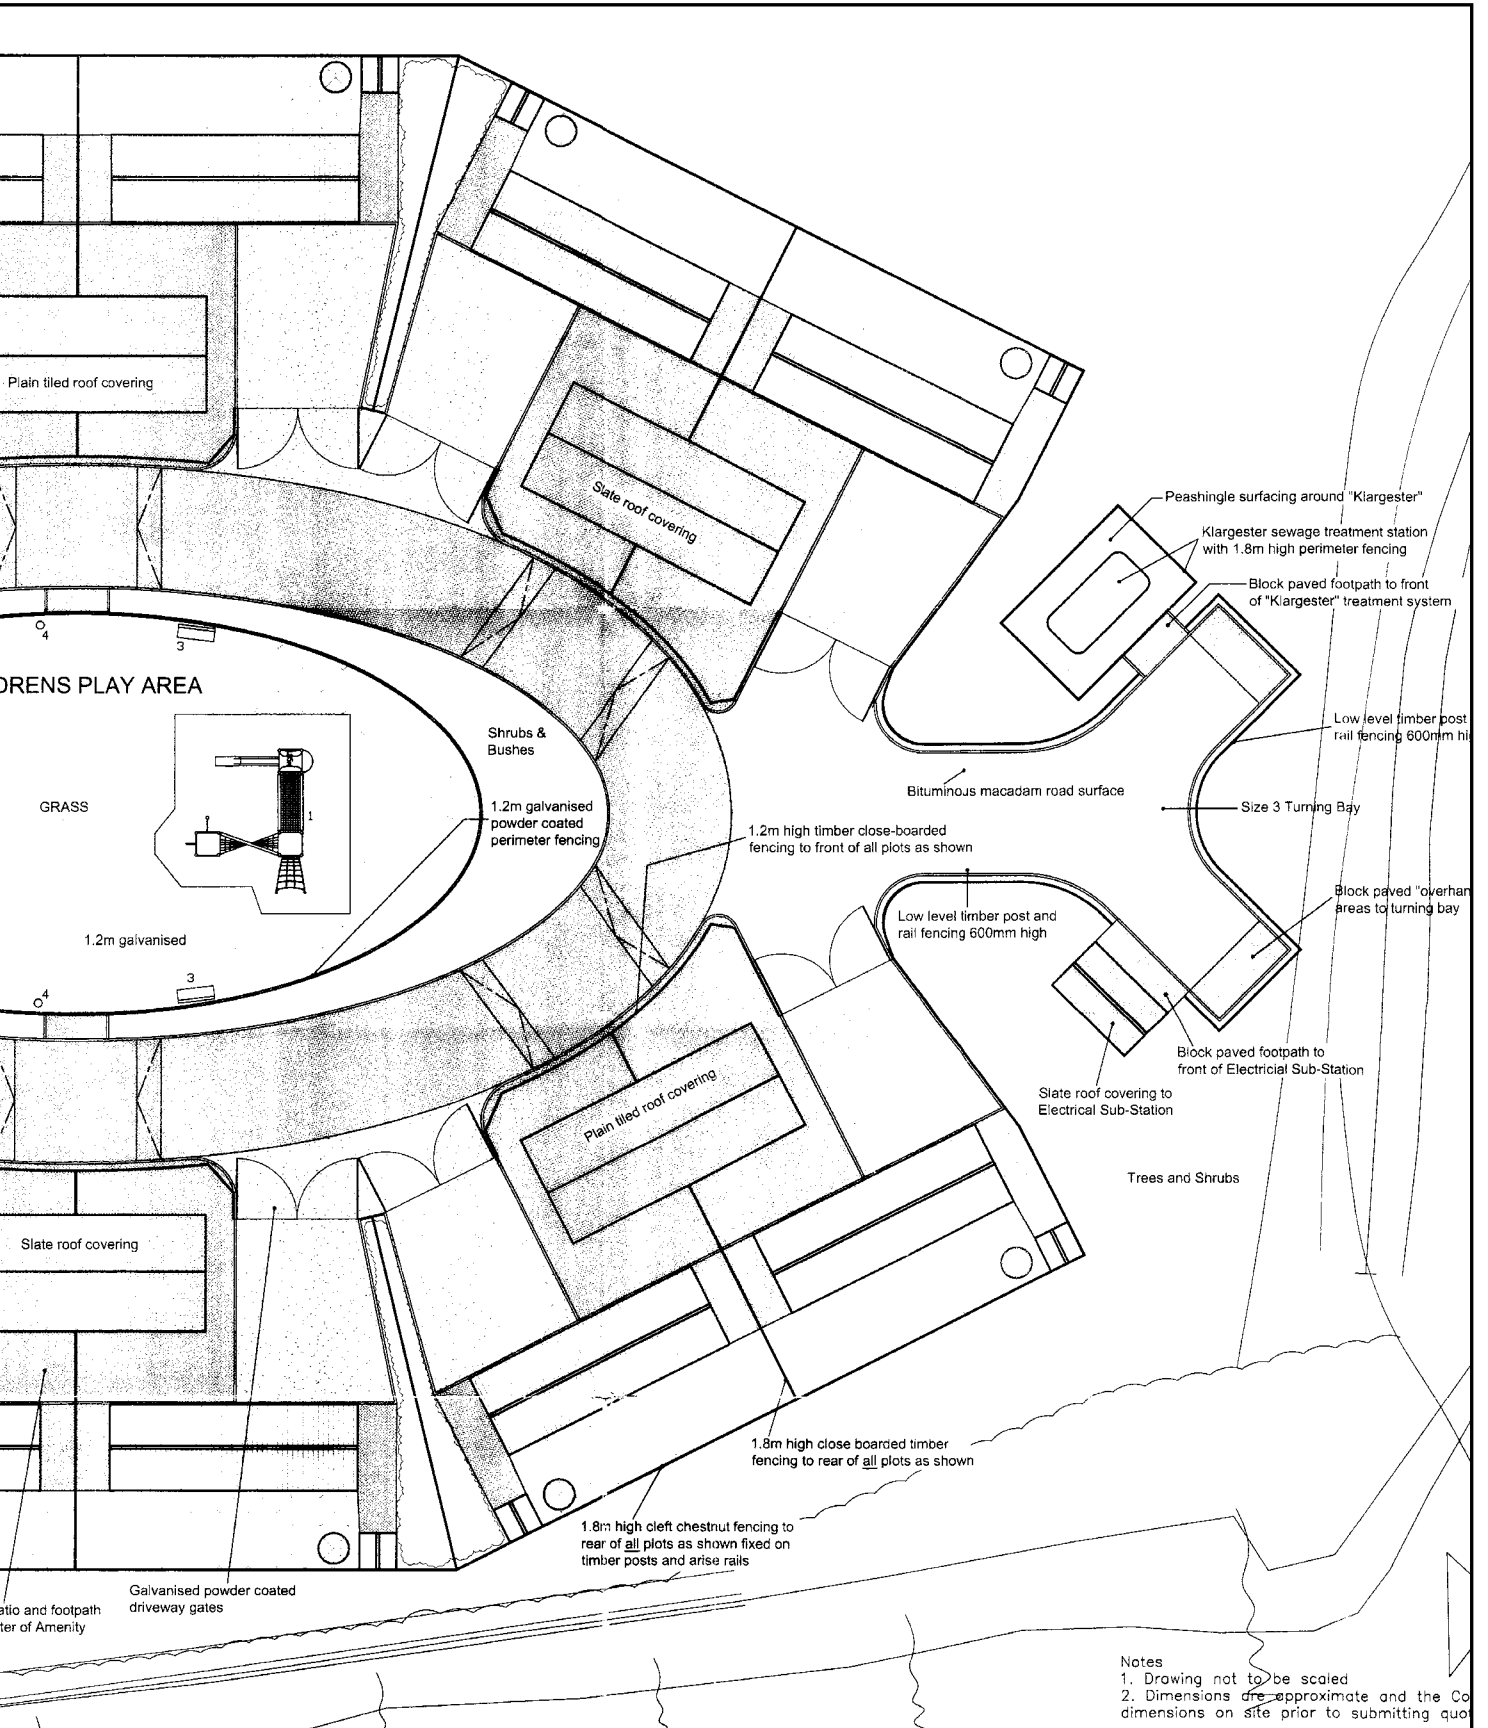 Plain tiled roof covering
Slate roof covering
Peashingle surfacing around "Klargester"
Klargester sewage treatment station
with 1.8m high perimeter fencing
Block paved footpath to front
of "Klargester" treatment system
4
3
DRENS PLAY AREA
Shrubs &
Bushes
Low level timber post
rail fencing 600mm hi
GRASS
1
1.2m galvanised
powder coated
perimeter fencing
Bituminous macadam road surface
Size 3 Turning Bay
1.2m high timber close-boarded
fencing to front of all plots as shown
Block paved "overhan
areas to turning bay
Low level timber post and
rail fencing 600mm high
1.2m galvanised
3
4
Block paved footpath to
front of Electricial Sub-Station
Slate roof covering to
Electrical Sub-Station
Plain tiled roof covering
Trees and Shrubs
Slate roof covering
1.8m high close boarded timber
fencing to rear of all plots as shown
1.8m high cleft chestnut fencing to
rear of all plots as shown fixed on
timber posts and arise rails
Galvanised powder coated
driveway gates
atio and footpath
ter of Amenity
Notes
1. Drawing not to be scaled
2. Dimensions are approximate and the Co
dimensions on site prior to submitting quo